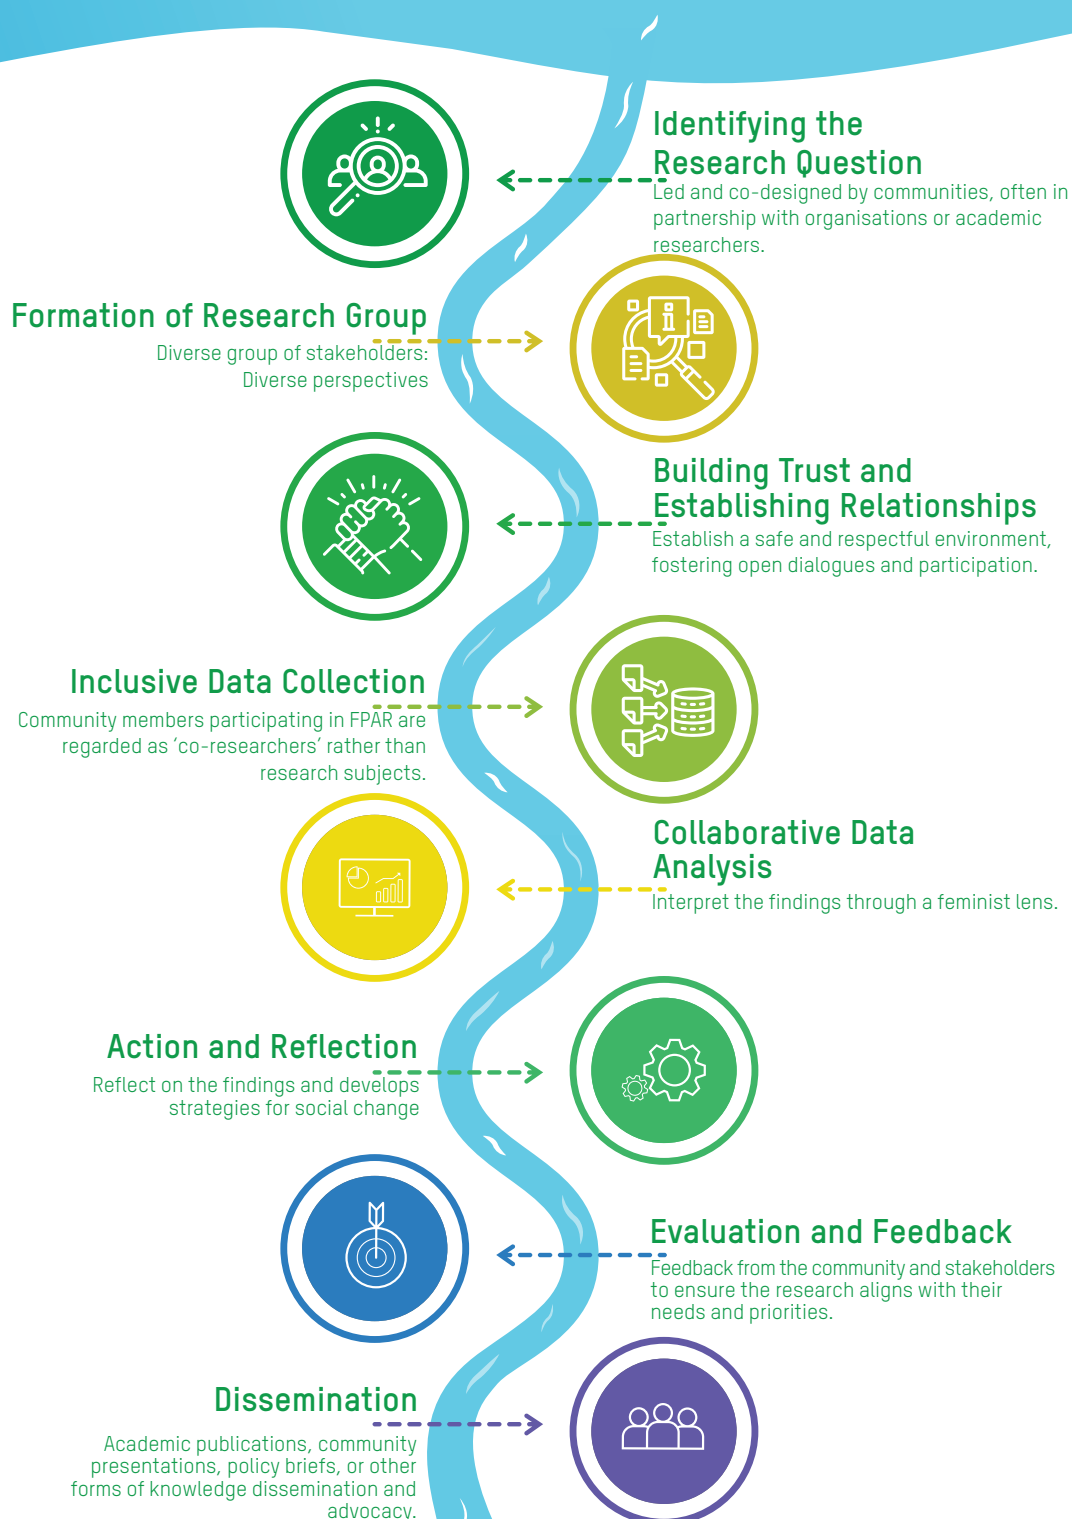 Identifying the
Research Question
Led and co-designed by communities, often in
partnership with organisations or academic
researchers.
Formation of Research Group
Diverse group of stakeholders:
Diverse perspectives
Building Trust and
Establishing Relationships
Establish a safe and respectful environment,
fostering open dialogues and participation.
Inclusive Data Collection
Community members participating in FPAR are
regarded as ‘co-researchers’ rather than
research subjects.
Collaborative Data
Analysis
Interpret the findings through a feminist lens.
Action and Reflection
Reflect on the findings and develops
strategies for social change
Evaluation and Feedback
Feedback from the community and stakeholders
to ensure the research aligns with their
needs and priorities.
Dissemination
Academic publications, community
presentations, policy briefs, or other
forms of knowledge dissemination and
advocacy.